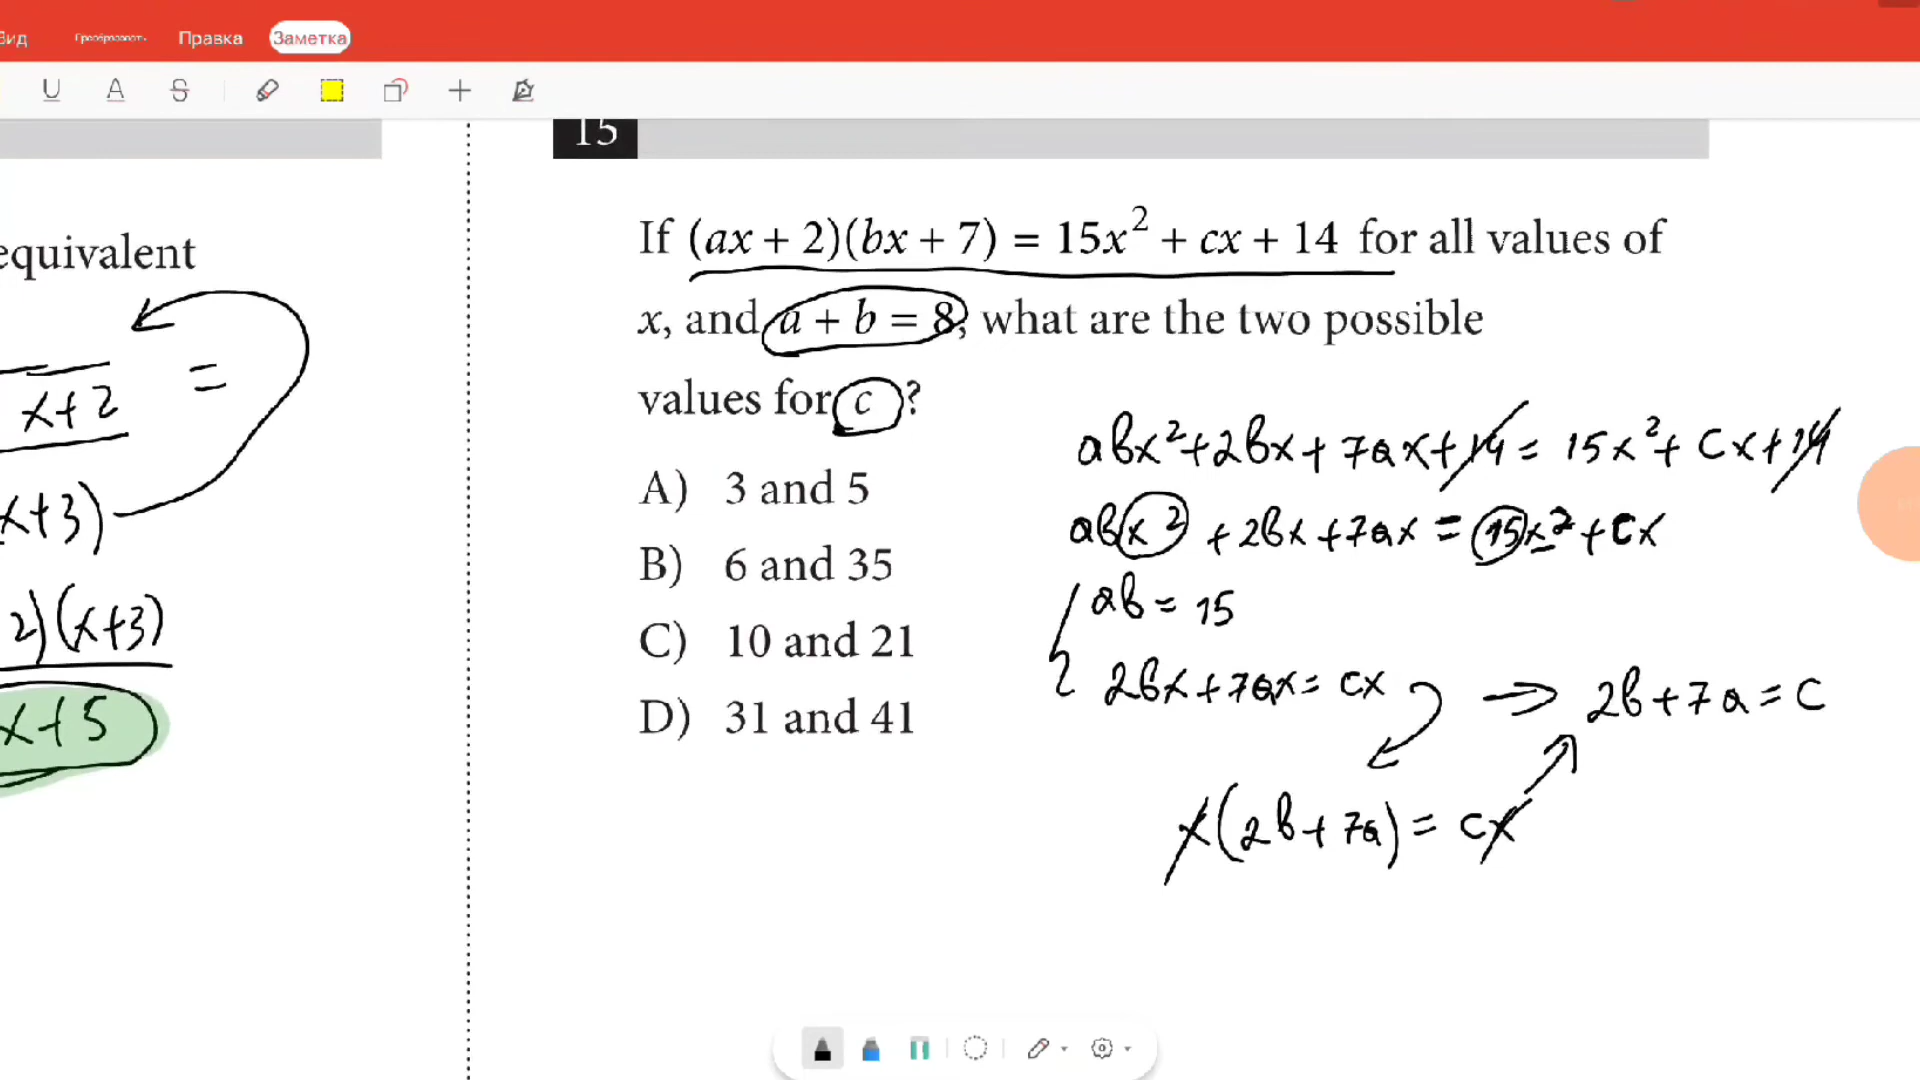 Вид Преобразовать Правка Заметка
U A S
15
equivalent
x+2 =
x+3)
2)(x+3)
x+5
If (ax + 2)(bx + 7) = 15x² + cx + 14 for all values of
x, and a + b = 8, what are the two possible
values for c ?
A) 3 and 5
B) 6 and 35
C) 10 and 21
D) 31 and 41
abx²+2bx+7ax+14=15x²+cx+14
abx²+2bx+7ax=15x²+cx
ab=15
2bx+7ax=cx → 2b+7a=c
x(2b+7a)=cx